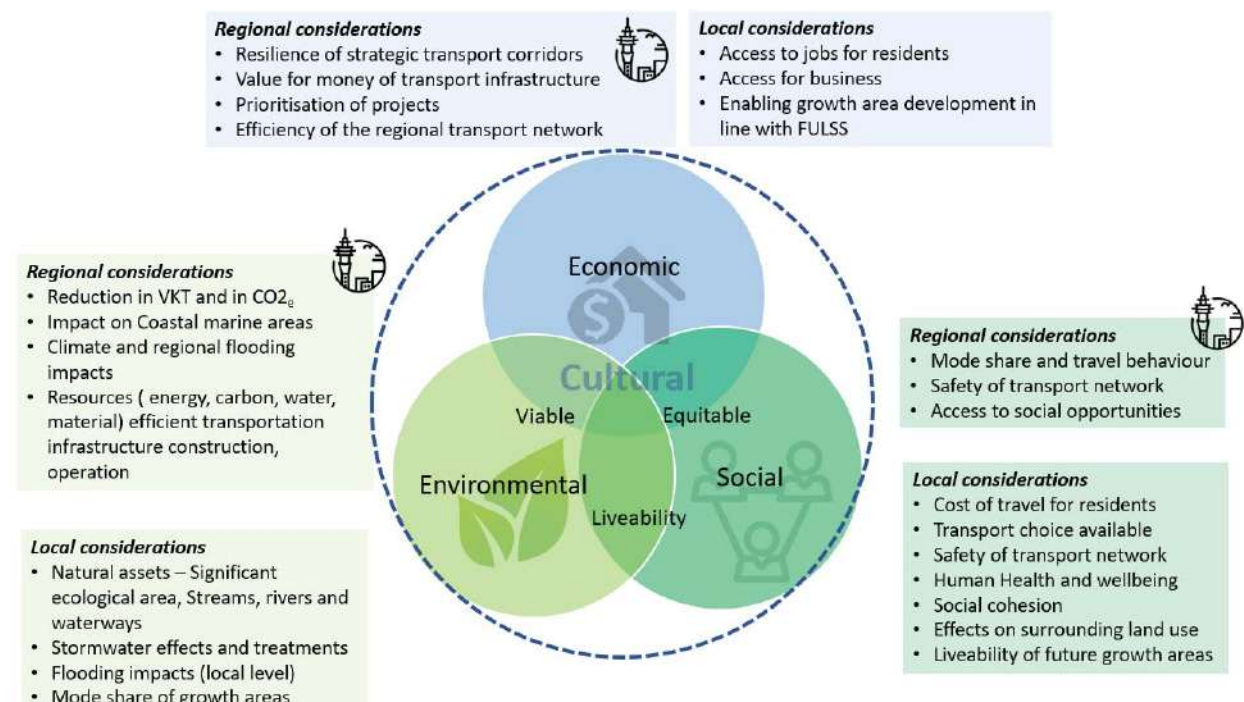 Regional considerations
• Resilience of strategic transport corridors
• Value for money of transport infrastructure
• Prioritisation of projects
• Efficiency of the regional transport network
Local considerations
• Access to jobs for residents
• Access for business
• Enabling growth area development in
line with FULSS
Regional considerations
• Reduction in VKT and in CO2e
• Impact on Coastal marine areas
• Climate and regional flooding
impacts
• Resources ( energy, carbon, water,
material) efficient transportation
infrastructure construction,
operation
Local considerations
• Natural assets – Significant
ecological area, Streams, rivers and
waterways
• Stormwater effects and treatments
• Flooding impacts (local level)
• Mode share of growth areas
Economic
$
Cultural
Viable
Equitable
Environmental
Social
Liveability
Regional considerations
• Mode share and travel behaviour
• Safety of transport network
• Access to social opportunities
Local considerations
• Cost of travel for residents
• Transport choice available
• Safety of transport network
• Human Health and wellbeing
• Social cohesion
• Effects on surrounding land use
• Liveability of future growth areas